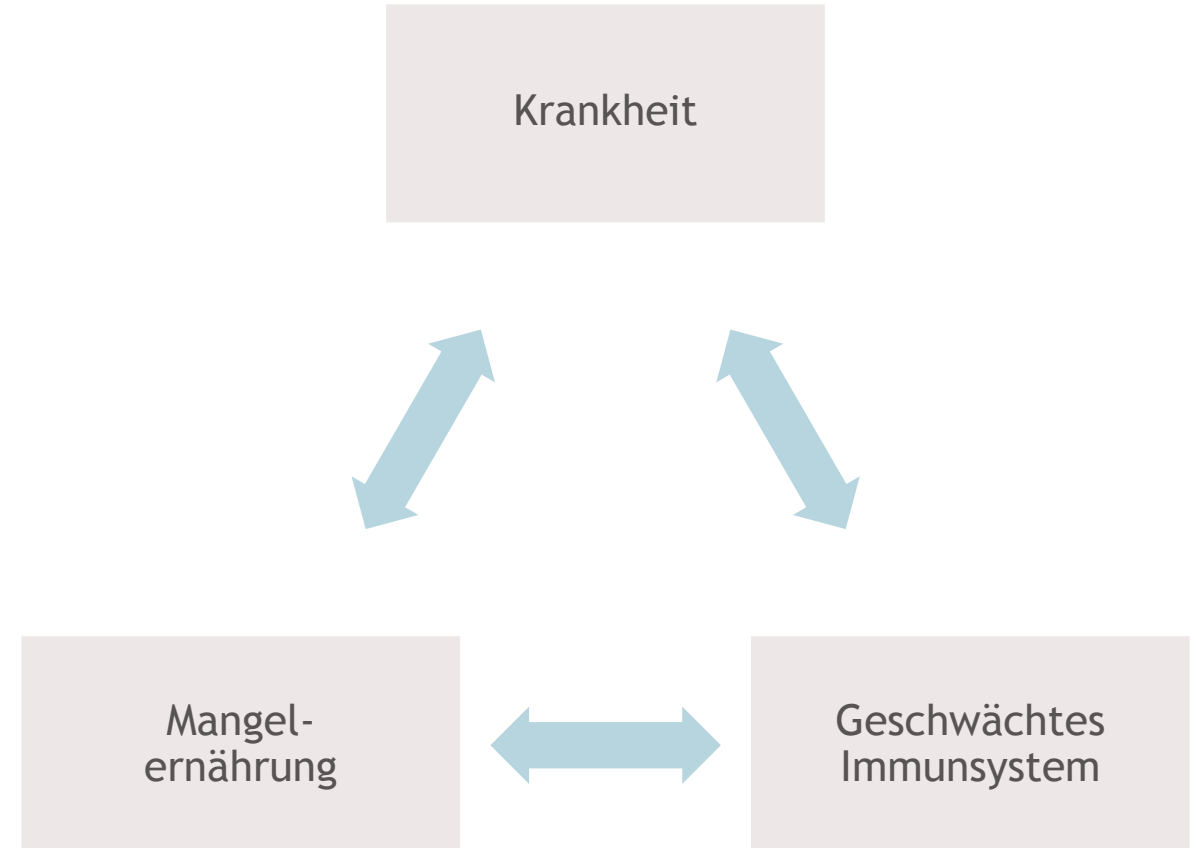 Krankheit
Mangel-
ernährung
Geschwächtes
Immunsystem